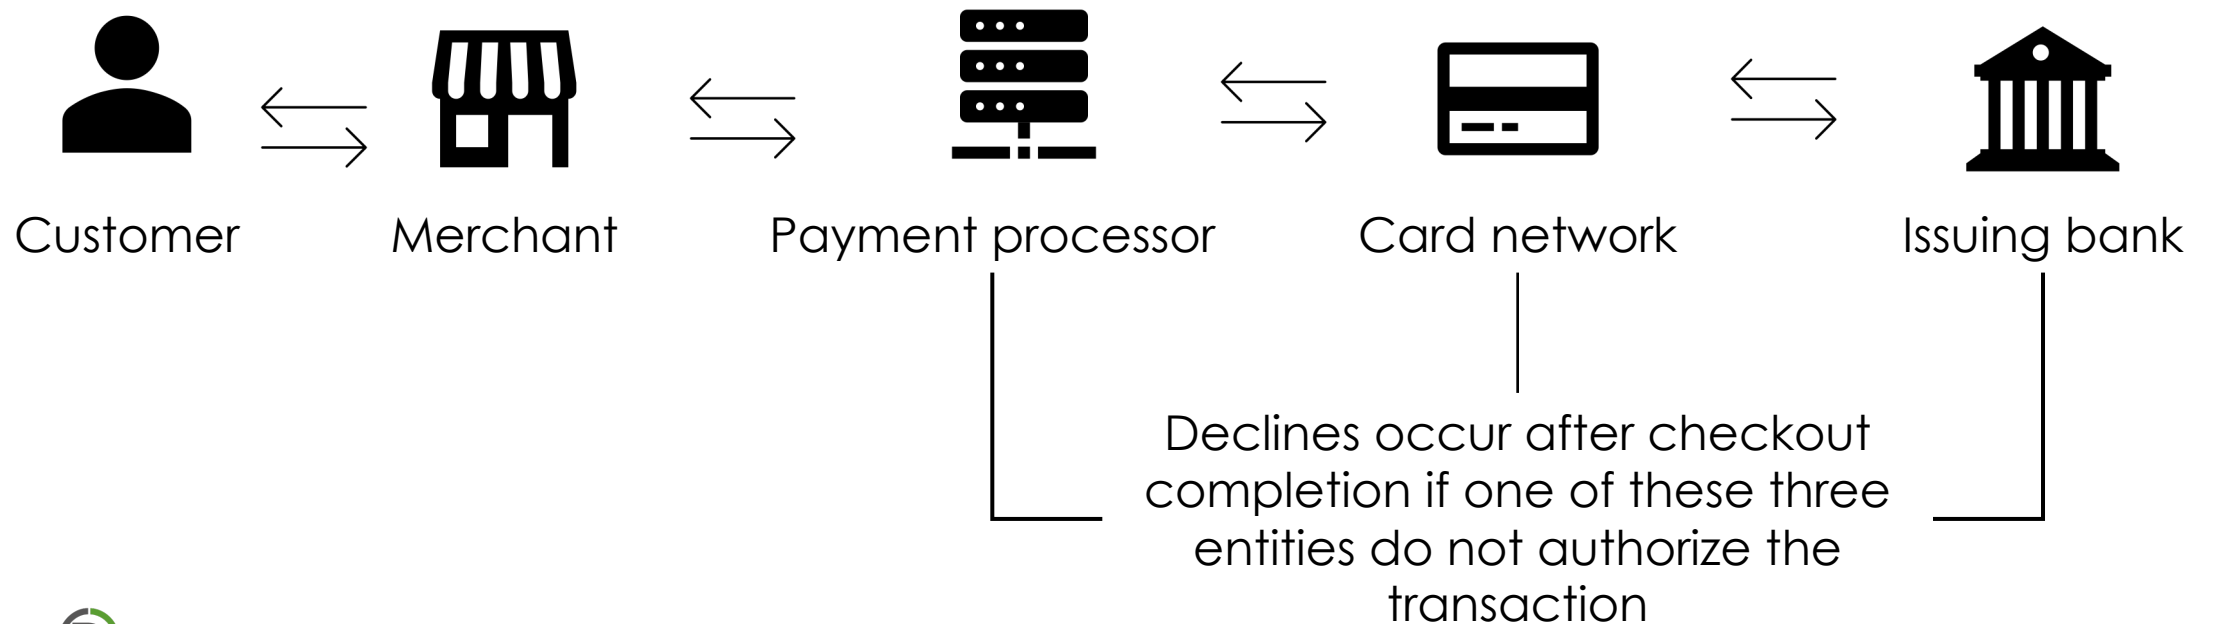 Customer
Merchant
Payment processor
Card network
Issuing bank
Declines occur after checkout
completion if one of these three
entities do not authorize the
transaction